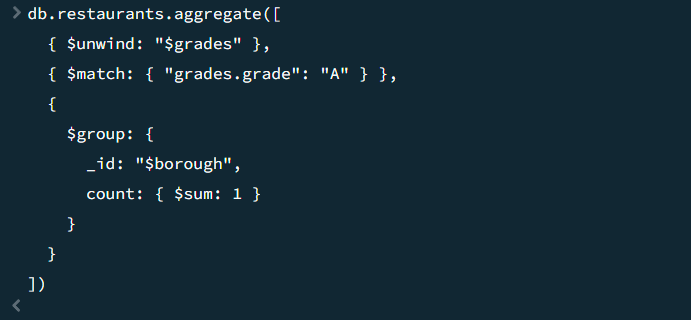 > db.restaurants.aggregate([
  { $unwind: "$grades" },
  { $match: { "grades.grade": "A" } },
  {
    $group: {
      _id: "$borough",
      count: { $sum: 1 }
    }
  }
])
<